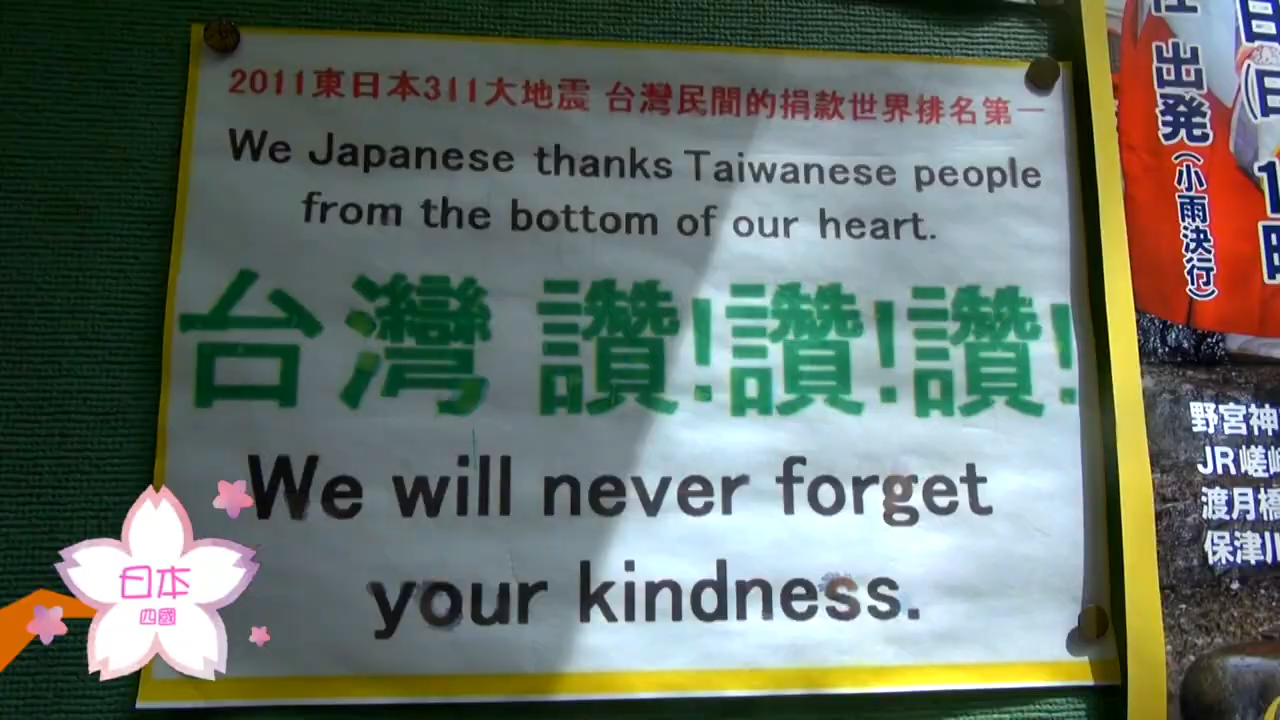 2011東日本311大地震 台灣民間的捐款世界排名第一
We Japanese thanks Taiwanese people
from the bottom of our heart.
台灣 讚!讚!讚!
We will never forget
your kindness.
日本
四國
出発
(小雨決行)
野宮神
JR嵯
渡月橋
保津川